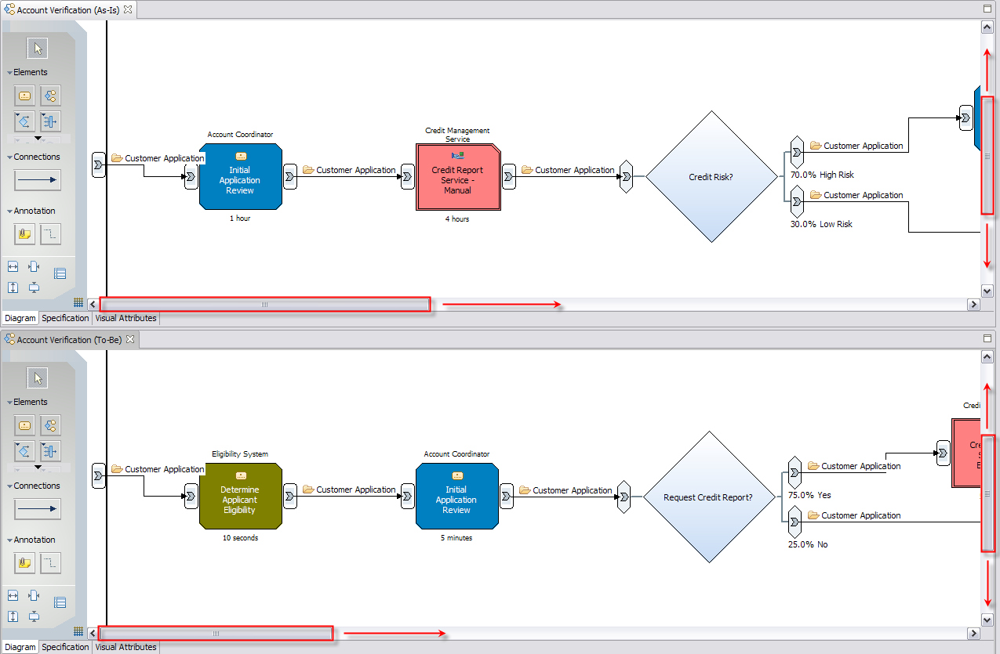 Account Verification (As-Is)
Elements
Connections
Annotation
Customer Application
Account Coordinator
Initial
Application
Review
1 hour
Customer Application
Credit Management
Service
Credit Report
Service -
Manual
4 hours
Customer Application
Credit Risk?
Customer Application
70.0% High Risk
Customer Application
30.0% Low Risk
Diagram
Specification
Visual Attributes
Account Verification (To-Be)
Elements
Connections
Annotation
Customer Application
Eligibility System
Determine
Applicant
Eligibility
10 seconds
Customer Application
Account Coordinator
Initial
Application
Review
5 minutes
Customer Application
Request Credit Report?
Customer Application
75.0% Yes
Customer Application
25.0% No
Credi
Cre
S
E
Diagram
Specification
Visual Attributes